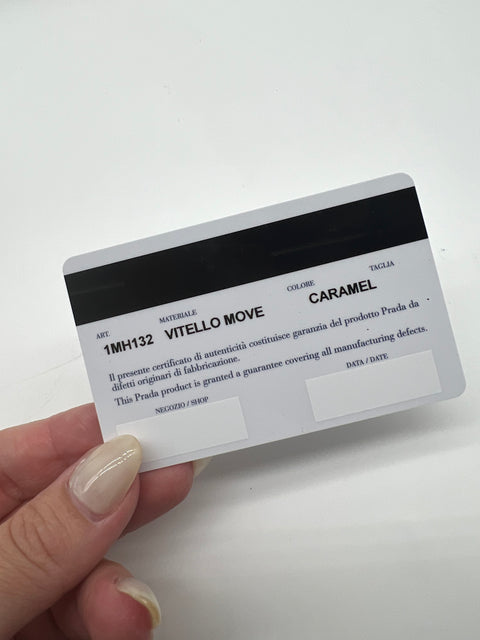 ART. MATERIALE COLORE TAGLIA
1MH132 VITELLO MOVE CARAMEL
Il presente certificato di autenticità costituisce garanzia del prodotto Prada da
difetti originari di fabbricazione.
This Prada product is granted a guarantee covering all manufacturing defects.
NEGOZIO / SHOP DATA / DATE